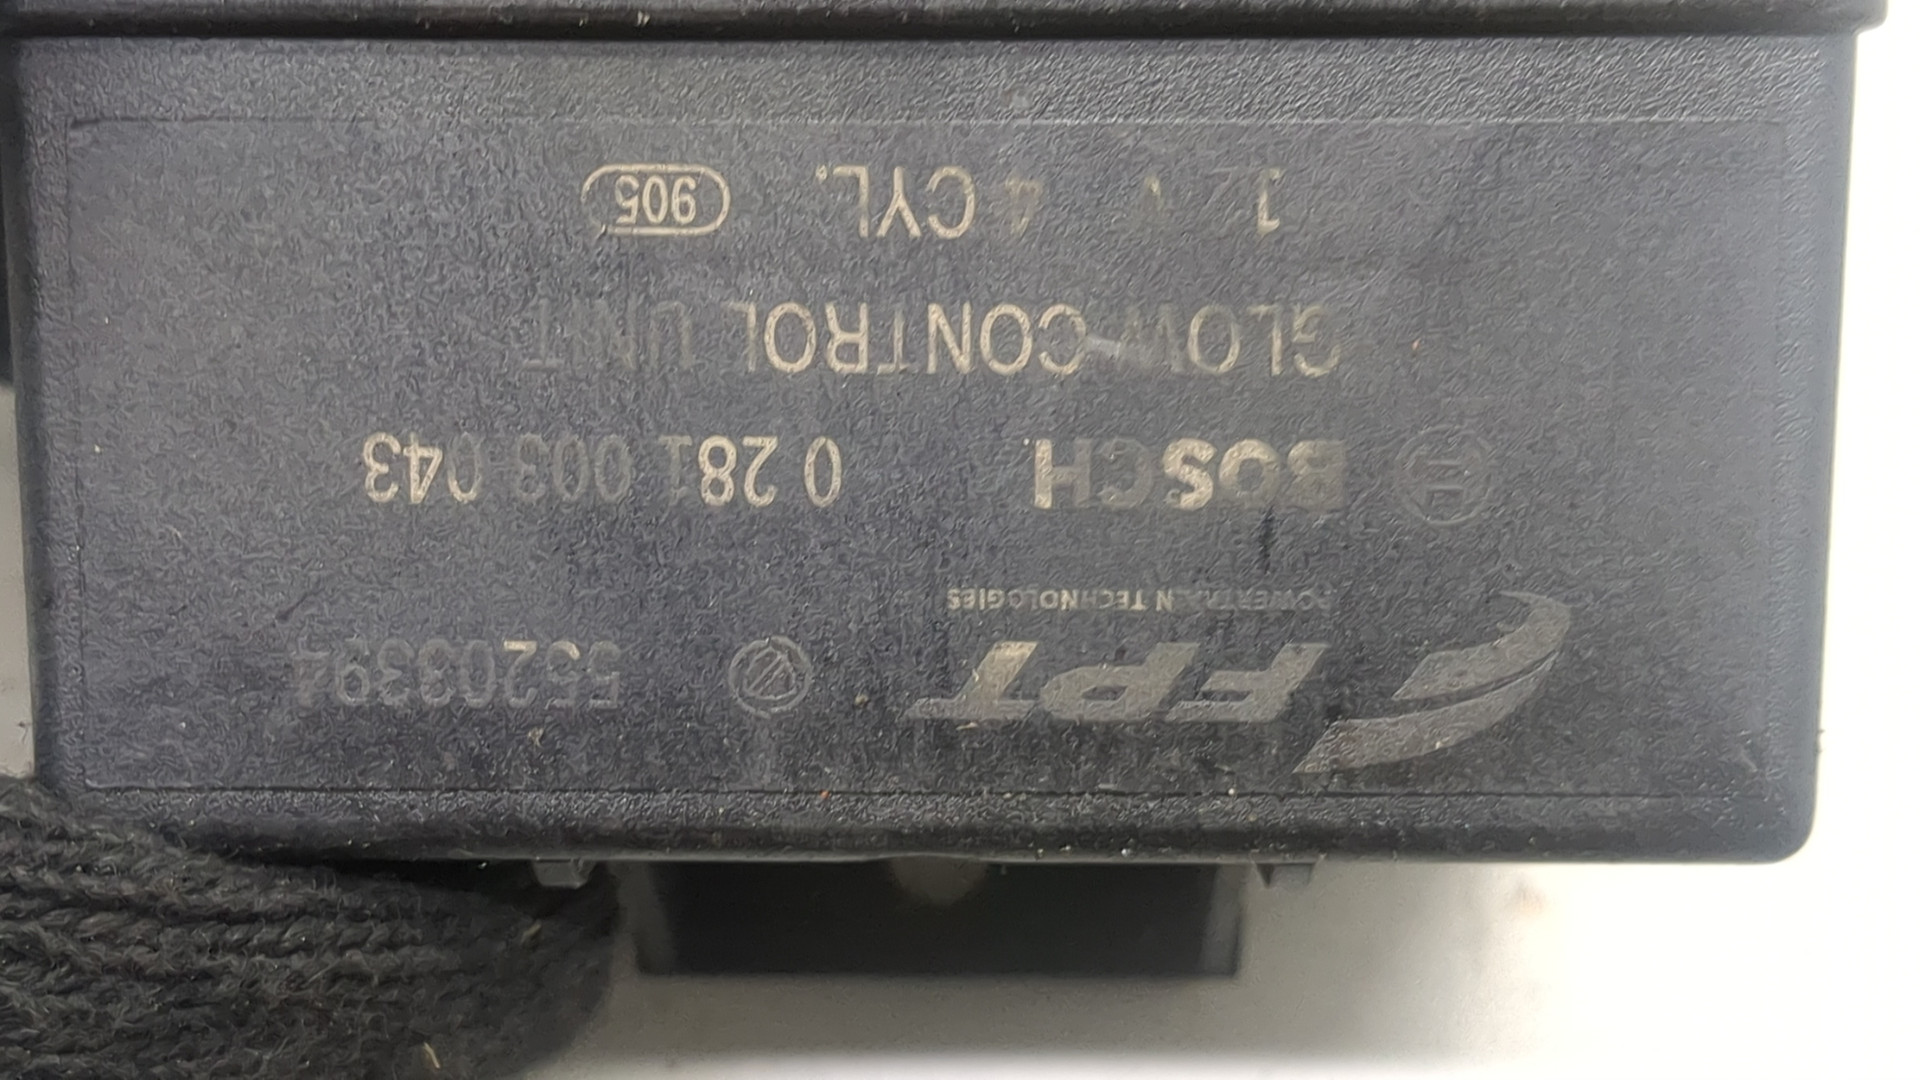 FPT 55203394
POWERTRAIN TECHNOLOGIES
BOSCH 0 281 003 043
GLOW CONTROL UNIT
12 V 4 CYL. 905